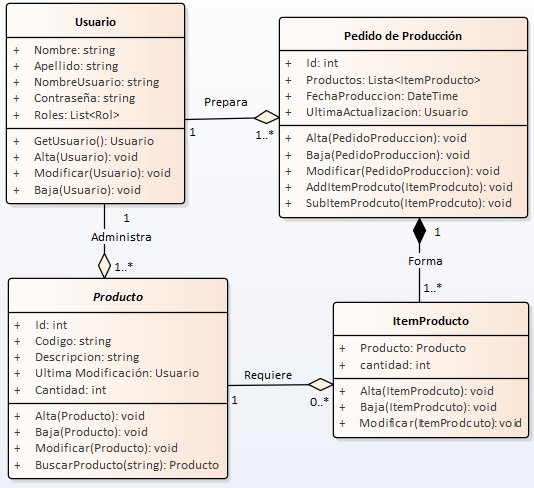 Usuario
+ Nombre: string
+ Apellido: string
+ NombreUsuario: string
+ Contraseña: string
+ Roles: List<Rol>
+ GetUsuario(): Usuario
+ Alta(Usuario): void
+ Modificar(Usuario): void
+ Baja(Usuario): void
Prepara
1
1..*
Pedido de Producción
+ Id: int
+ Productos: Lista<ItemProducto>
+ FechaProduccion: DateTime
+ UltimaActualizacion: Usuario
+ Alta(PedidoProduccion): void
+ Baja(PedidoProduccion): void
+ Modificar(PedidoProduccion): void
+ AddItemProdcuto(ItemProdcuto): void
+ SubItemProdcuto(ItemProdcuto): void
1
Administra
1..*
1
Forma
1..*
Producto
+ Id: int
+ Codigo: string
+ Descripcion: string
+ Ultima Modificación: Usuario
+ Cantidad: int
+ Alta(Producto): void
+ Baja(Producto): void
+ Modificar(Producto): void
+ BuscarProducto(string): Producto
Requiere
1
0..*
ItemProducto
+ Producto: Producto
+ cantidad: int
+ Alta(ItemProdcuto): void
+ Baja(ItemProdcuto): void
+ Modificar(ItemProdcuto): void